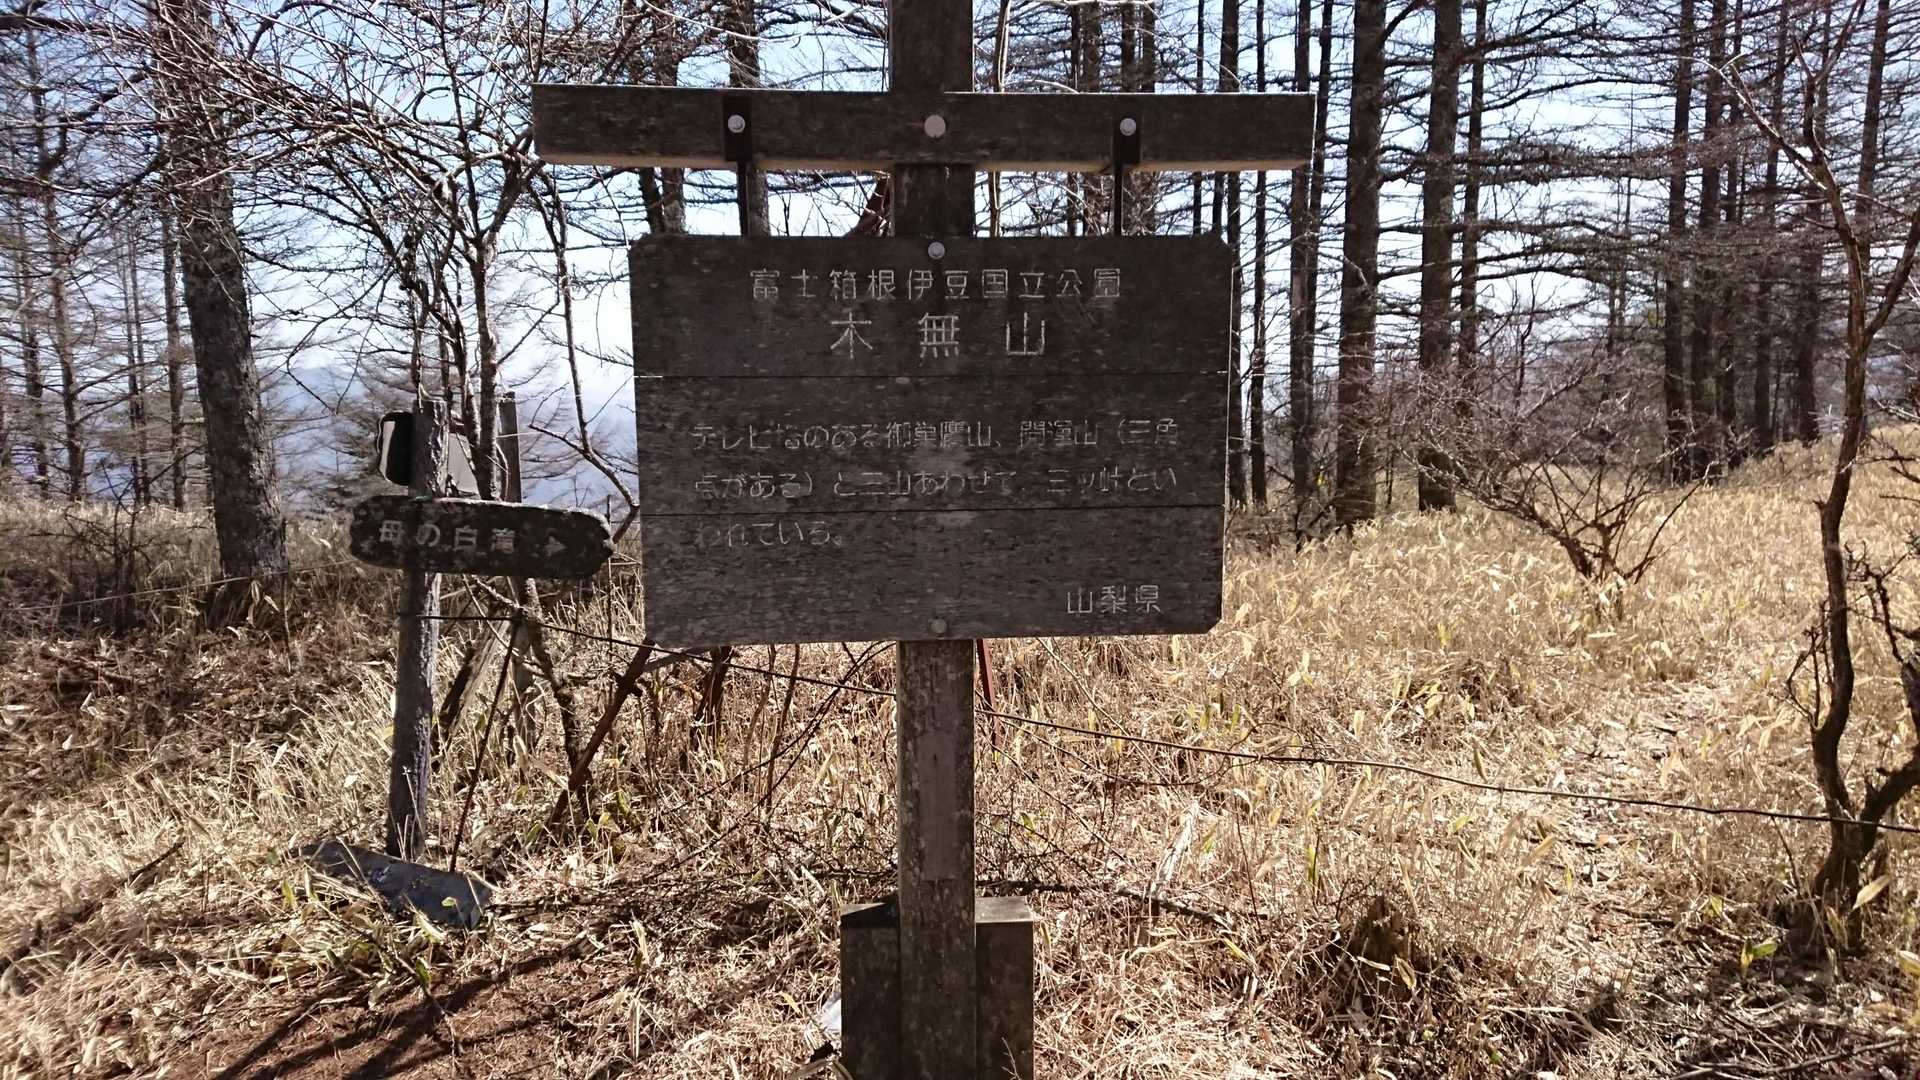 富士箱根伊豆国立公園
木無山
テレビ塔のある御巣鷹山、開運山(三角
点がある)と三山あわせて、三ッ峠とい
われている。
山梨県
母の白滝